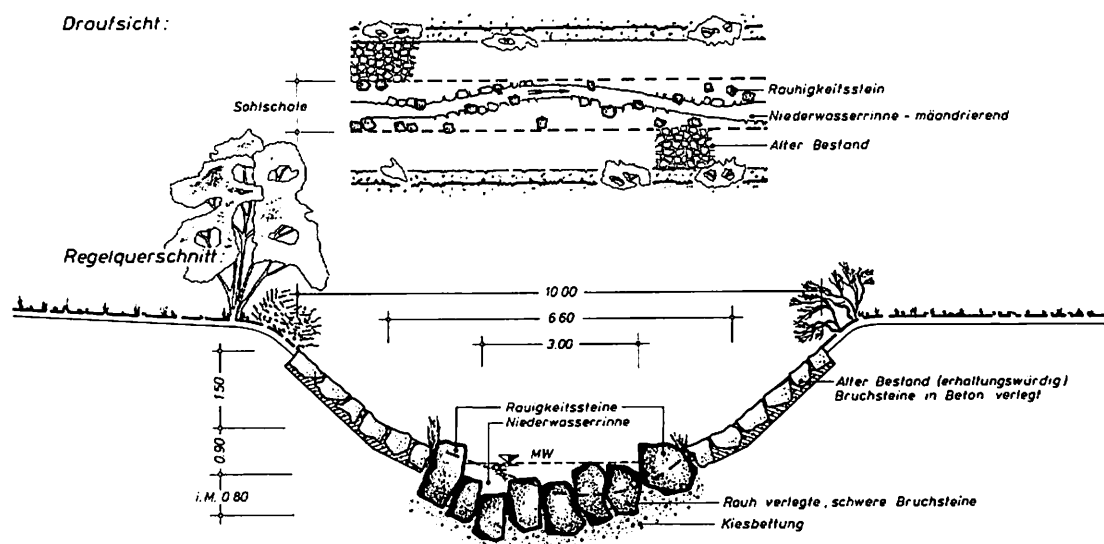 Draufsicht:
Sohlschale
Rauhigkeitsstein
Niederwasserrinne - mäandrierend
Alter Bestand
Regelquerschnitt:
10 00
6.60
3.00
1.50
0.90
i.M. 0 80
Rauigkeitssteine
Niederwasserrinne
MW
Alter Bestand (erhaltungswürdig)
Bruchsteine in Beton verlegt
Rauh verlegte, schwere Bruchsteine
Kiesbettung